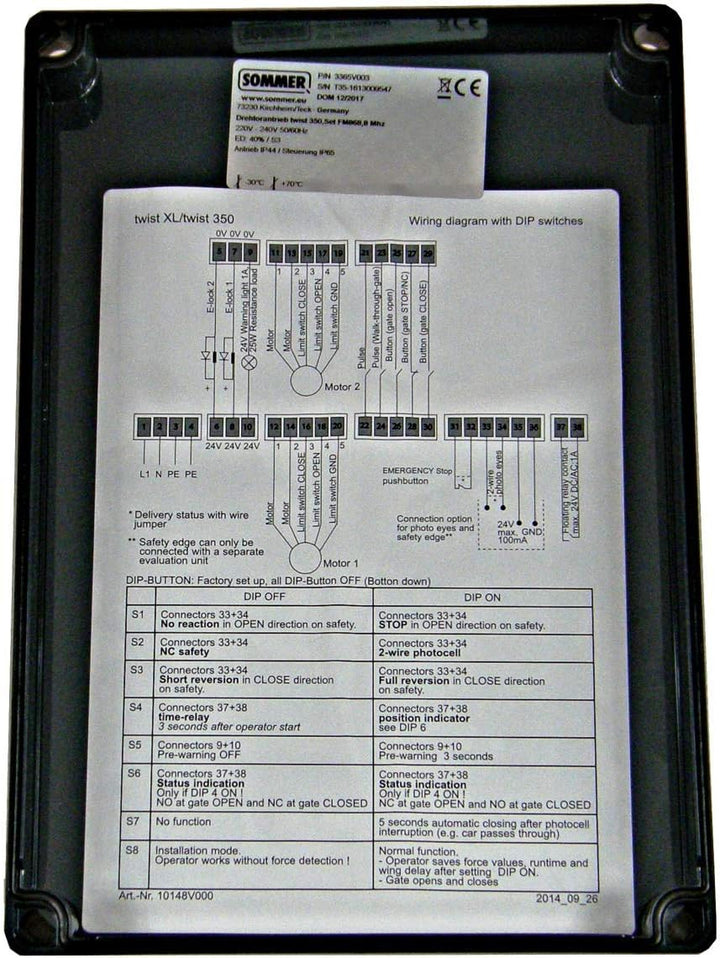 SOMMER
P/N 3365V003
S/N T35-1613009547
www.sommer.eu DOM 12/2017
73230 Kirchheim/Teck Germany
Drehtorantrieb twist 350,Set FM868,8 Mhz
220V - 240V 50/60Hz
ED: 40% / S3
Antrieb IP44 / Steuerung IP65
-30°C +70°C
CE
twist XL/twist 350
Wiring diagram with DIP switches
0V 0V 0V
5 7 9
11 13 15 17 19
21 23 25 27 29
1 2 3 4 5
E-lock 2
E-lock 1
24V Warning light 1A
25W Resistance load
Motor
Motor
Limit switch CLOSE
Limit switch OPEN
Limit switch GND
Motor 2
Pulse
Pulse (Walk-through-gate)
Button (gate open)
Button (gate STOP/NC)
Button (gate CLOSE)
+ +
1 2 3 4
6 8 10
12 14 16 18 20
22 24 26 28 30
31 32 33 34 35 36
37 38
24V 24V 24V
1 2 3 4 5
L1 N PE PE
Motor
Motor
Limit switch CLOSE
Limit switch OPEN
Limit switch GND
Motor 1
EMERGENCY Stop
pushbutton
2-wire
photo eyes
Connection option
for photo eyes and
safety edge**
24V
max.
100mA
GND
Floating relay contact
(max. 24V DC/AC:1A
* Delivery status with wire
jumper
** Safety edge can only be
connected with a separate
evaluation unit
DIP-BUTTON: Factory set up, all DIP-Button OFF (Botton down)
DIP OFF
DIP ON
S1
Connectors 33+34
No reaction in OPEN direction on safety.
Connectors 33+34
STOP in OPEN direction on safety.
S2
Connectors 33+34
NC safety
Connectors 33+34
2-wire photocell
S3
Connectors 33+34
Short reversion in CLOSE direction
on safety.
Connectors 33+34
Full reversion in CLOSE direction
on safety.
S4
Connectors 37+38
time-relay
3 seconds after operator start
Connectors 37+38
position indicator
see DIP 6
S5
Connectors 9+10
Pre-warning OFF
Connectors 9+10
Pre-warning 3 seconds
S6
Connectors 37+38
Status indication
Only if DIP 4 ON !
NO at gate OPEN and NC at gate CLOSED
Connectors 37+38
Status indication
Only if DIP 4 ON !
NC at gate OPEN and NO at gate CLOSED
S7
No function
5 seconds automatic closing after photocell
interruption (e.g. car passes through)
S8
Installation mode.
Operator works without force detection !
Normal function.
- Operator saves force values, runtime and
wing delay after setting DIP ON.
- Gate opens and closes
Art.-Nr. 10148V000
2014_09_26